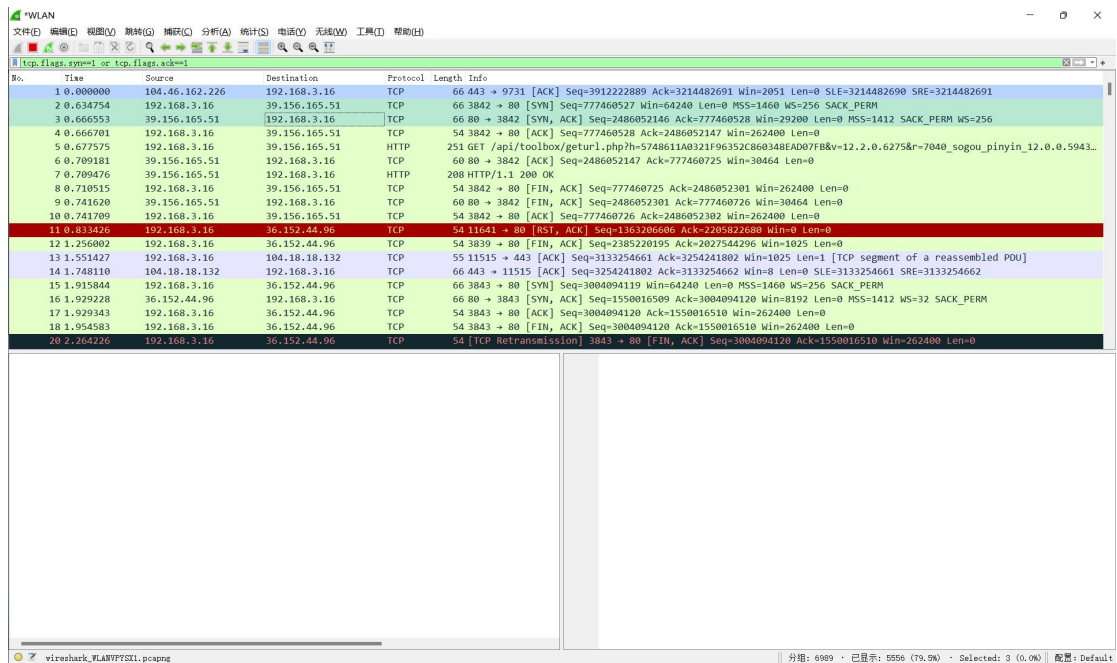 *WLAN
文件(F) 编辑(E) 视图(V) 跳转(G) 捕获(C) 分析(A) 统计(S) 电话(Y) 无线(W) 工具(T) 帮助(H)
tcp.flags.syn==1 or tcp.flags.ack==1
No. Time Source Destination Protocol Length Info
1 0.000000 104.46.162.226 192.168.3.16 TCP 66 443 → 9731 [ACK] Seq=3912222889 Ack=3214482691 Win=2051 Len=0 SLE=3214482690 SRE=3214482691
2 0.634754 192.168.3.16 39.156.165.51 TCP 66 3842 → 80 [SYN] Seq=777460527 Win=64240 Len=0 MSS=1460 WS=256 SACK_PERM
3 0.666553 39.156.165.51 192.168.3.16 TCP 66 80 → 3842 [SYN, ACK] Seq=2486052146 Ack=777460528 Win=29200 Len=0 MSS=1412 SACK_PERM WS=256
4 0.666701 192.168.3.16 39.156.165.51 TCP 54 3842 → 80 [ACK] Seq=777460528 Ack=2486052147 Win=262400 Len=0
5 0.677575 192.168.3.16 39.156.165.51 HTTP 251 GET /api/toolbox/geturl.php?h=5748611A0321F96352C860348EAD07FB&v=12.2.0.6275&r=7040_sogou_pinyin_12.0.0.5943…
6 0.709181 39.156.165.51 192.168.3.16 TCP 60 80 → 3842 [ACK] Seq=2486052147 Ack=777460725 Win=30464 Len=0
7 0.709476 39.156.165.51 192.168.3.16 HTTP 208 HTTP/1.1 200 OK
8 0.710515 192.168.3.16 39.156.165.51 TCP 54 3842 → 80 [FIN, ACK] Seq=777460725 Ack=2486052301 Win=262400 Len=0
9 0.741620 39.156.165.51 192.168.3.16 TCP 60 80 → 3842 [FIN, ACK] Seq=2486052301 Ack=777460726 Win=30464 Len=0
10 0.741709 192.168.3.16 39.156.165.51 TCP 54 3842 → 80 [ACK] Seq=777460726 Ack=2486052302 Win=262400 Len=0
11 0.833426 192.168.3.16 36.152.44.96 TCP 54 11641 → 80 [RST, ACK] Seq=1363206606 Ack=2205822680 Win=0 Len=0
12 1.256002 192.168.3.16 36.152.44.96 TCP 54 3839 → 80 [FIN, ACK] Seq=2385220195 Ack=2027544296 Win=1025 Len=0
13 1.551427 192.168.3.16 104.18.18.132 TCP 55 11515 → 443 [ACK] Seq=3133254661 Ack=3254241802 Win=1025 Len=1 [TCP segment of a reassembled PDU]
14 1.748110 104.18.18.132 192.168.3.16 TCP 66 443 → 11515 [ACK] Seq=3254241802 Ack=3133254662 Win=8 Len=0 SLE=3133254661 SRE=3133254662
15 1.915844 192.168.3.16 36.152.44.96 TCP 66 3843 → 80 [SYN] Seq=3004094119 Win=64240 Len=0 MSS=1460 WS=256 SACK_PERM
16 1.929228 36.152.44.96 192.168.3.16 TCP 66 80 → 3843 [SYN, ACK] Seq=1550016509 Ack=3004094120 Win=8192 Len=0 MSS=1412 WS=32 SACK_PERM
17 1.929343 192.168.3.16 36.152.44.96 TCP 54 3843 → 80 [ACK] Seq=3004094120 Ack=1550016510 Win=262400 Len=0
18 1.954583 192.168.3.16 36.152.44.96 TCP 54 3843 → 80 [FIN, ACK] Seq=3004094120 Ack=1550016510 Win=262400 Len=0
20 2.264226 192.168.3.16 36.152.44.96 TCP 54 [TCP Retransmission] 3843 → 80 [FIN, ACK] Seq=3004094120 Ack=1550016510 Win=262400 Len=0
wireshark_WLANVPYSX1.pcapng 分组: 6989 · 已显示: 5556 (79.5%) · Selected: 3 (0.0%) 配置: Default